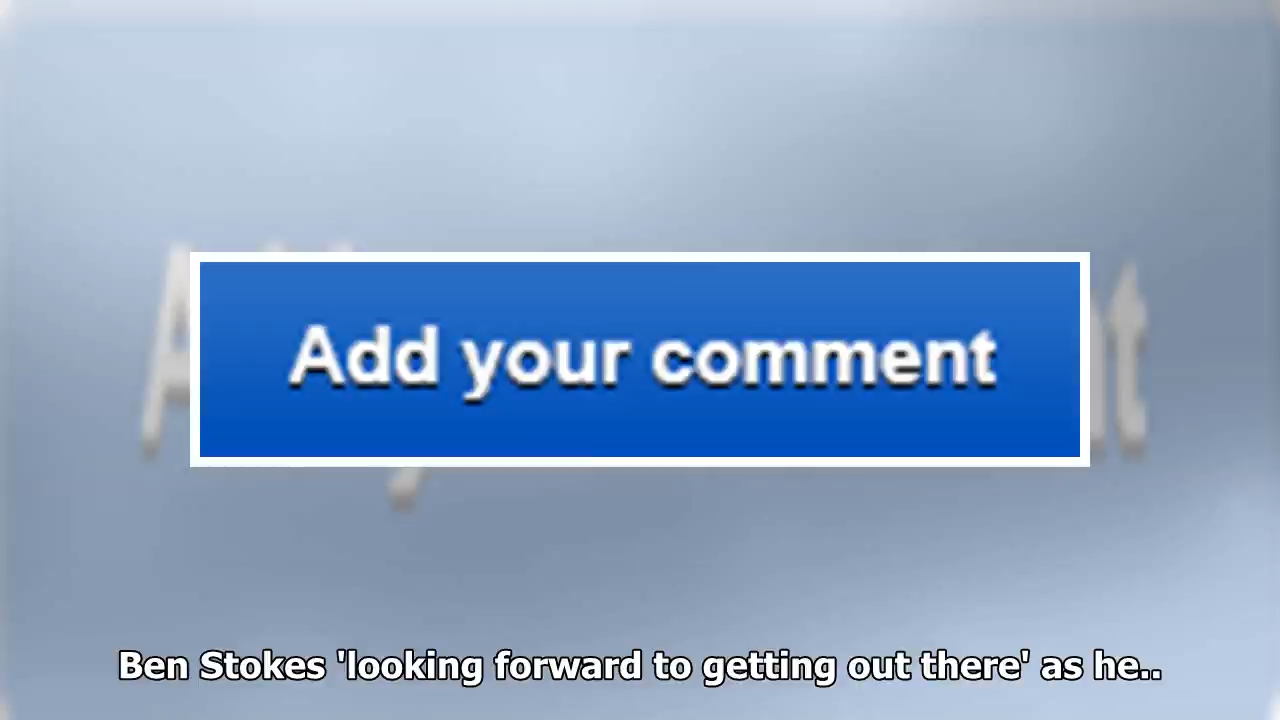 Add your comment
Ben Stokes 'looking forward to getting out there' as he..